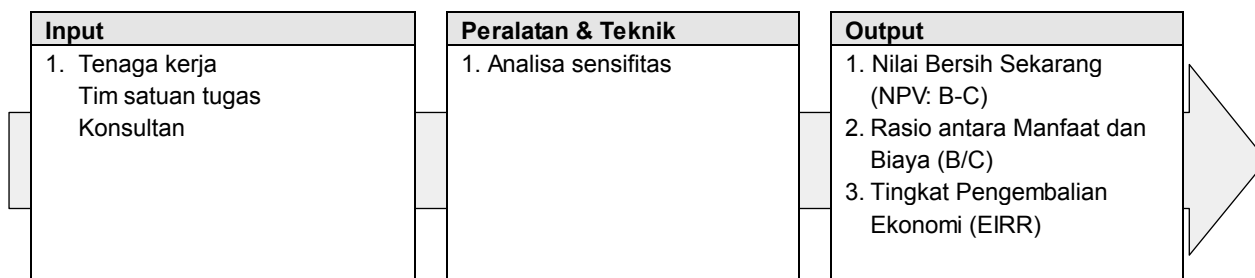 Input
1. Tenaga kerja
Tim satuan tugas
Konsultan
Peralatan & Teknik
1. Analisa sensifitas
Output
1. Nilai Bersih Sekarang
(NPV: B-C)
2. Rasio antara Manfaat dan
Biaya (B/C)
3. Tingkat Pengembalian
Ekonomi (EIRR)